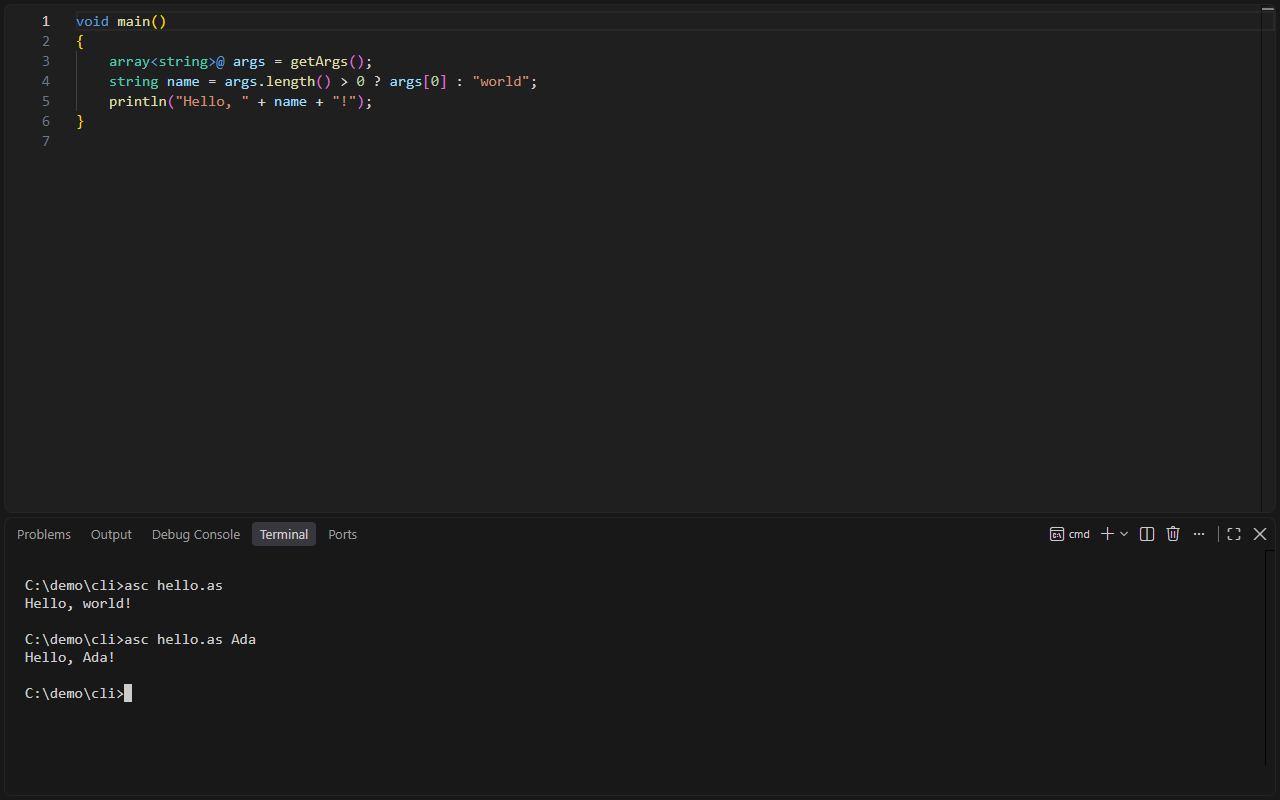 1 void main()
2 {
3 array<string>@ args = getArgs();
4 string name = args.length() > 0 ? args[0] : "world";
5 println("Hello, " + name + "!");
6 }
7
Problems Output Debug Console Terminal Ports cmd
C:\demo\cli>asc hello.as
Hello, world!
C:\demo\cli>asc hello.as Ada
Hello, Ada!
C:\demo\cli>